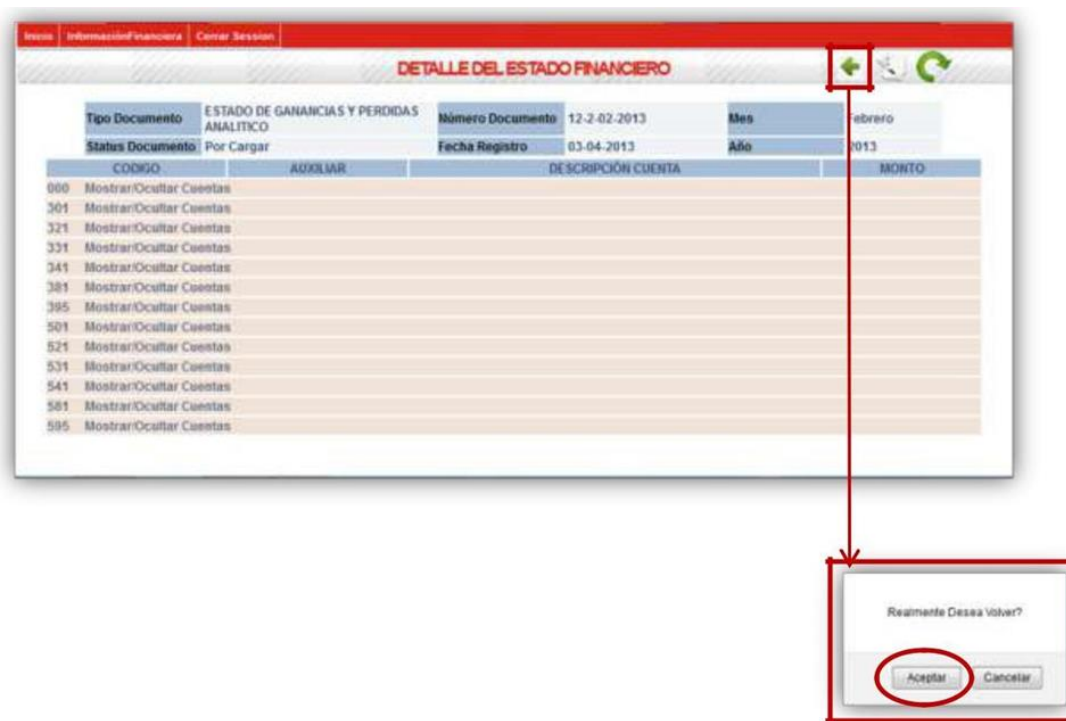 Inicio InformaciónFinanciera Cerrar Session
DETALLE DEL ESTADO FINANCIERO
Tipo Documento ESTADO DE GANANCIAS Y PERDIDAS ANALITICO Número Documento 12-2-02-2013 Mes Febrero
Status Documento Por Cargar Fecha Registro 03-04-2013 Año 2013
CODIGO AUXILIAR DESCRIPCIÓN CUENTA MONTO
000 Mostrar/Ocultar Cuentas
301 Mostrar/Ocultar Cuentas
321 Mostrar/Ocultar Cuentas
331 Mostrar/Ocultar Cuentas
341 Mostrar/Ocultar Cuentas
381 Mostrar/Ocultar Cuentas
395 Mostrar/Ocultar Cuentas
501 Mostrar/Ocultar Cuentas
521 Mostrar/Ocultar Cuentas
531 Mostrar/Ocultar Cuentas
541 Mostrar/Ocultar Cuentas
581 Mostrar/Ocultar Cuentas
595 Mostrar/Ocultar Cuentas
Realmente Desea Volver?
Aceptar Cancelar